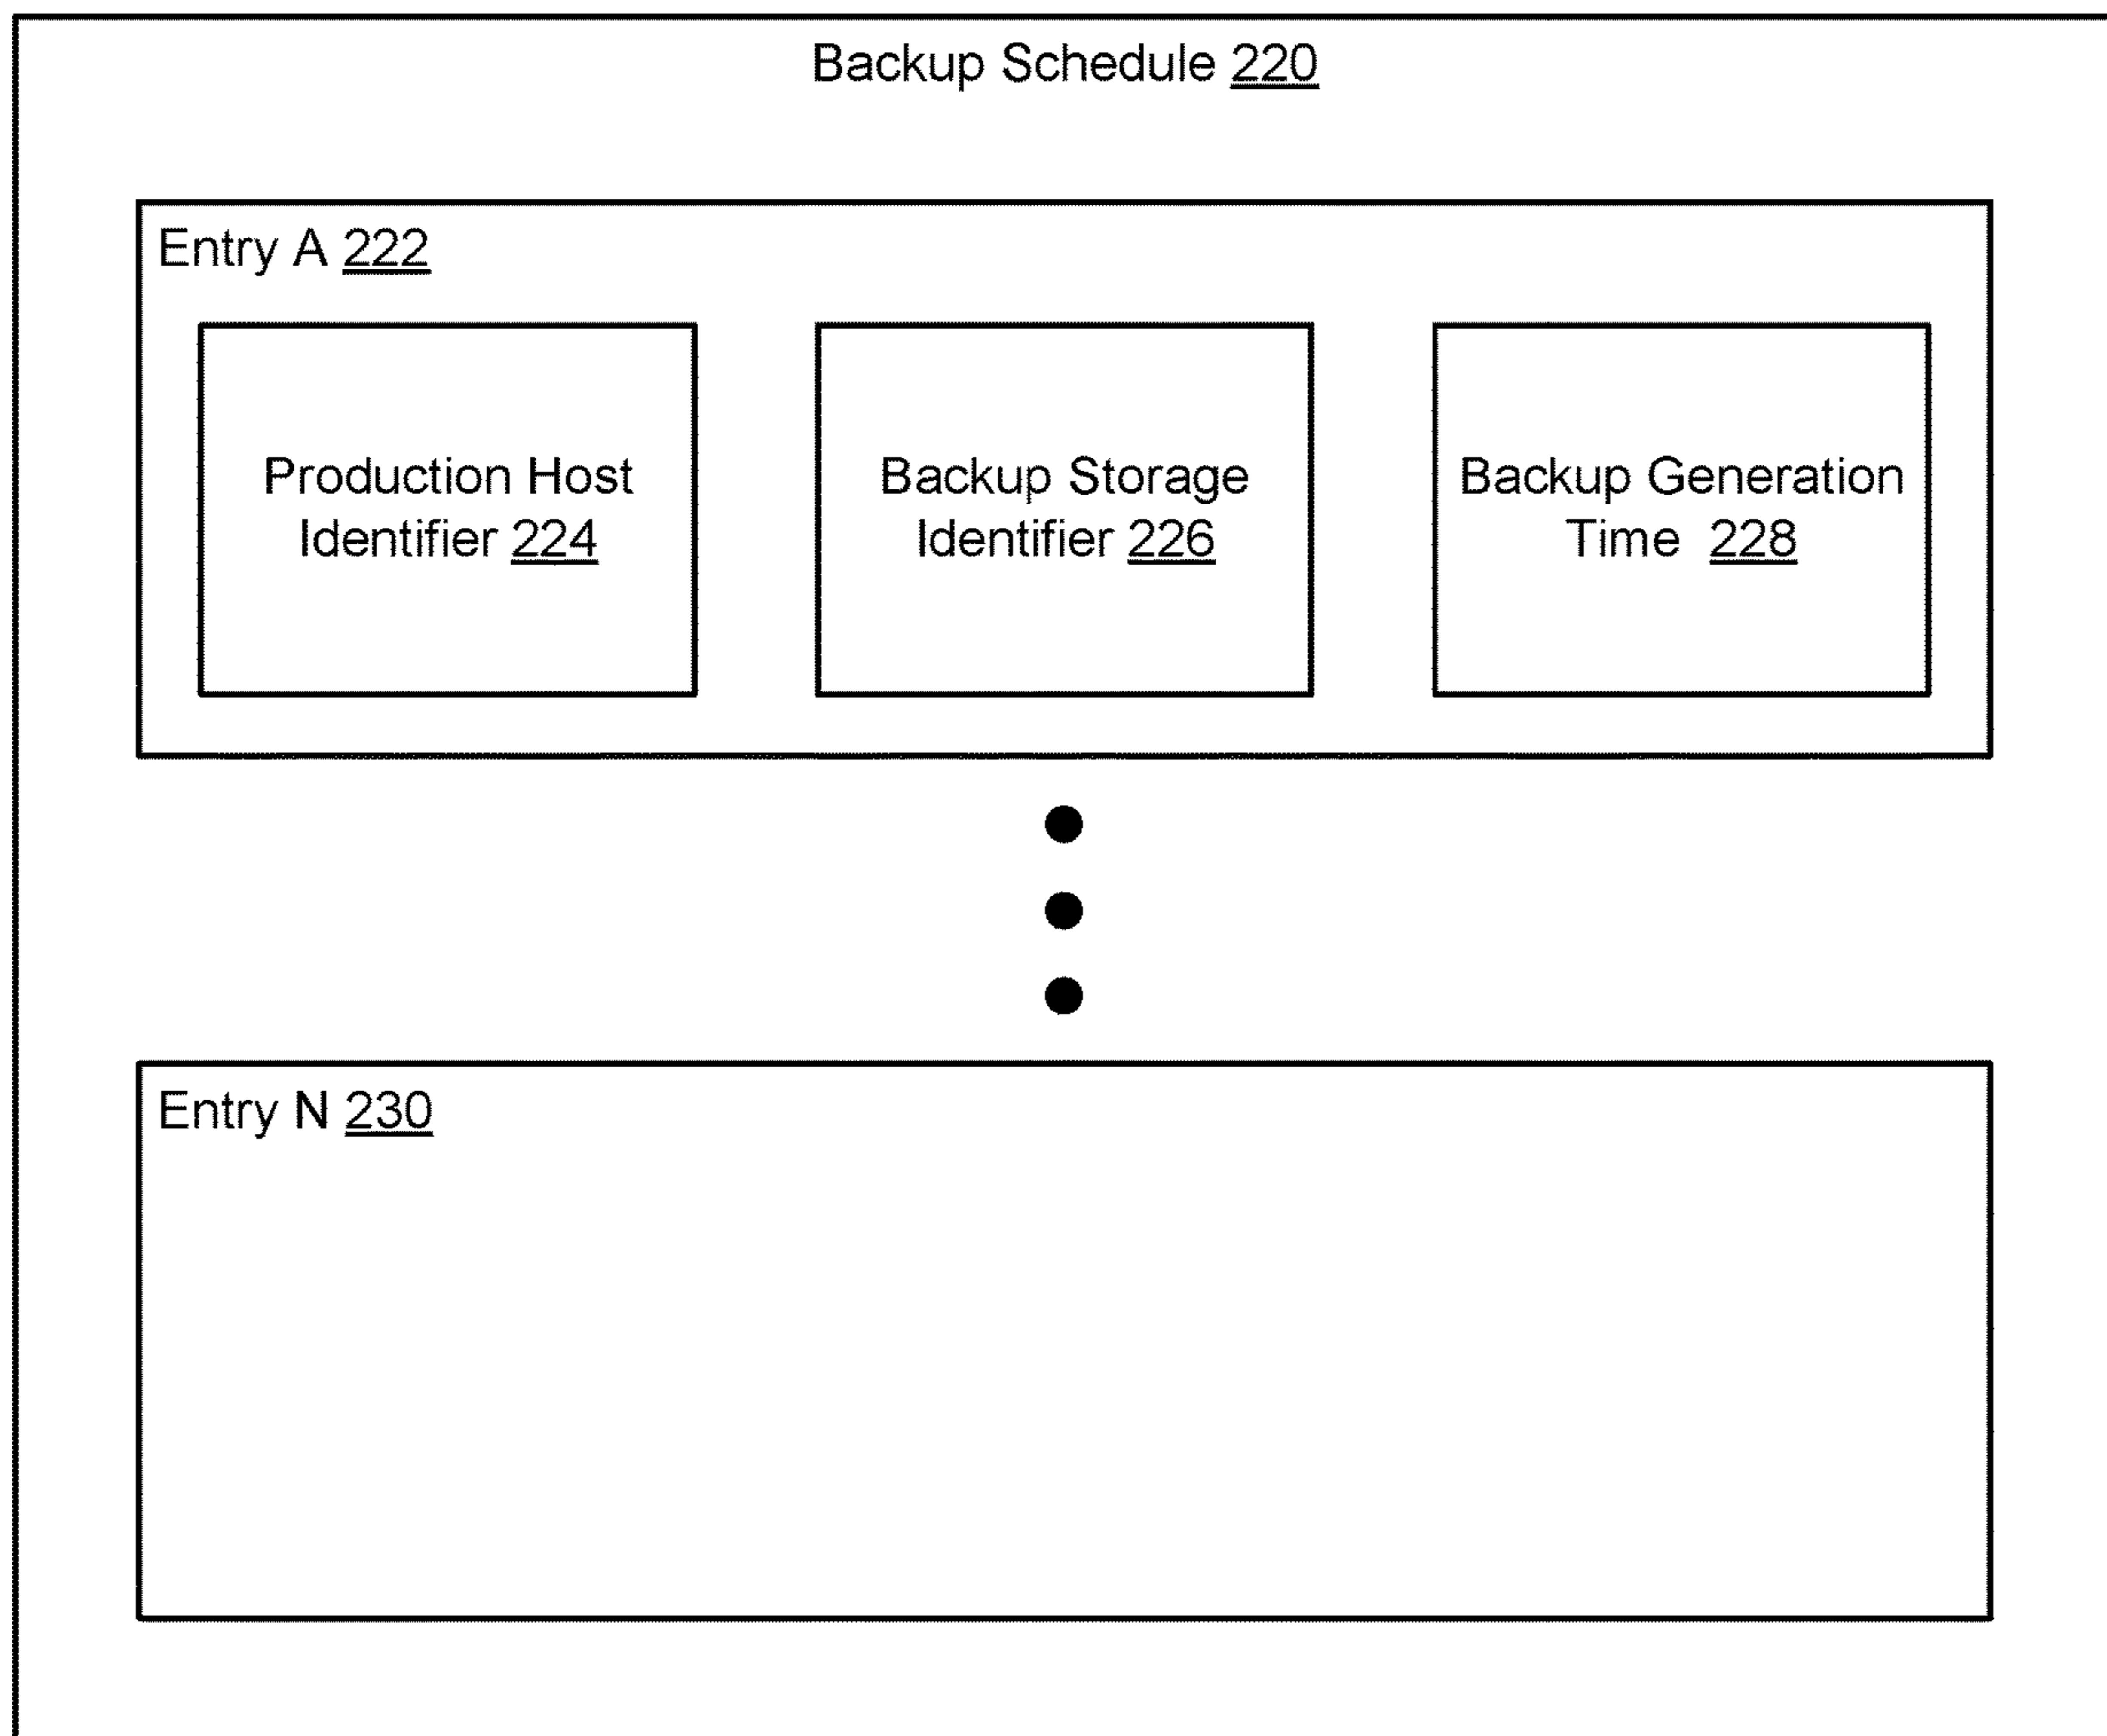 Backup Schedule 220
Entry A 222
Production Host
Identifier 224
Backup Storage
Identifier 226
Backup Generation
Time 228
Entry N 230